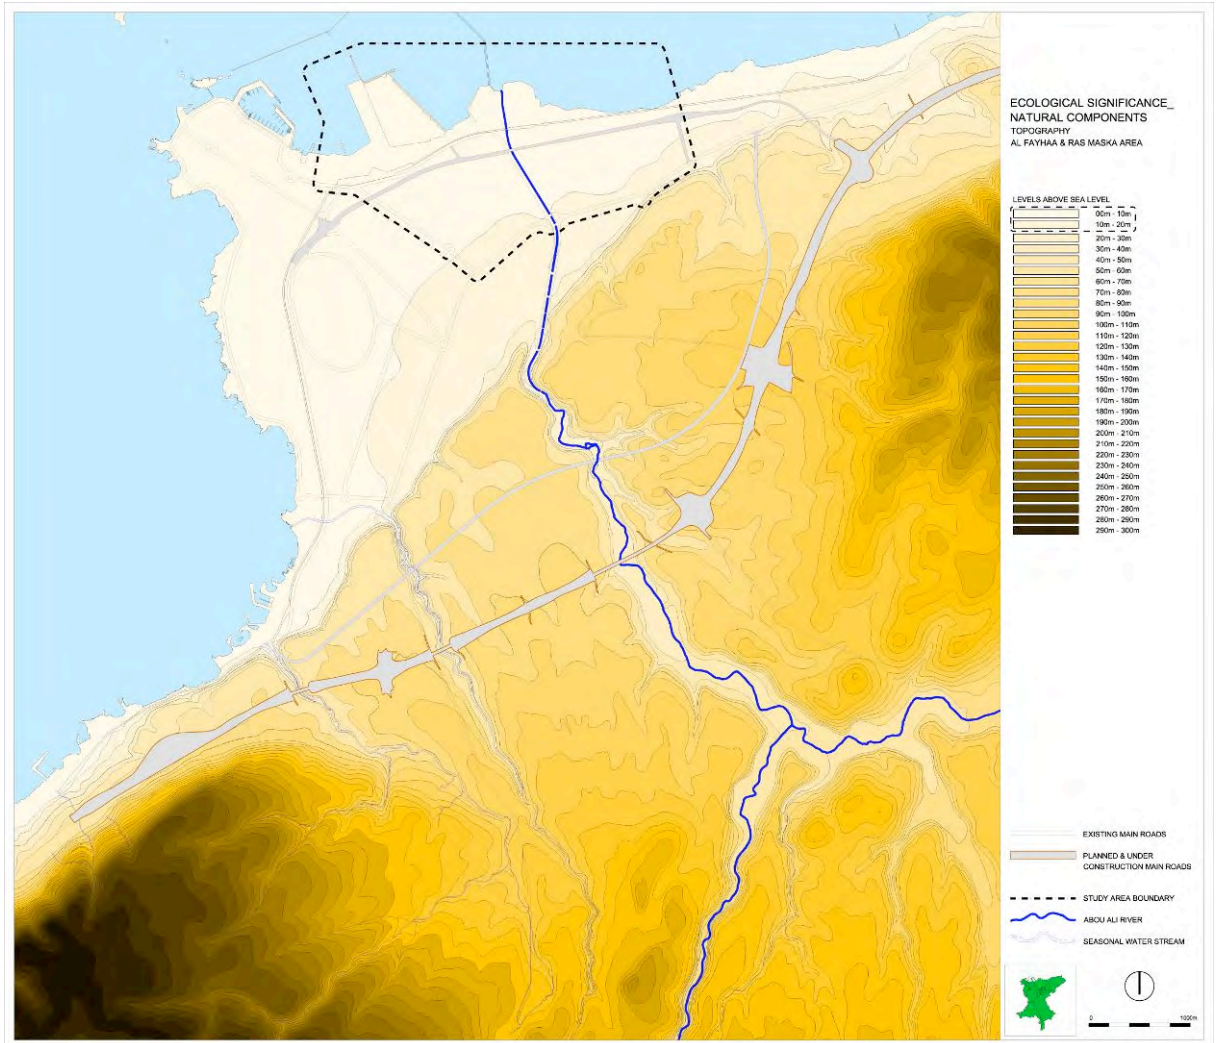 ECOLOGICAL SIGNIFICANCE_
NATURAL COMPONENTS
TOPOGRAPHY
AL FAYHAA & RAS MASKA AREA
LEVELS ABOVE SEA LEVEL
00m - 10m
10m - 20m
20m - 30m
30m - 40m
40m - 50m
50m - 60m
60m - 70m
70m - 80m
80m - 90m
90m - 100m
100m - 110m
110m - 120m
120m - 130m
130m - 140m
140m - 150m
150m - 160m
160m - 170m
170m - 180m
180m - 190m
190m - 200m
200m - 210m
210m - 220m
220m - 230m
230m - 240m
240m - 250m
250m - 260m
260m - 270m
270m - 280m
280m - 290m
290m - 300m
EXISTING MAIN ROADS
PLANNED & UNDER
CONSTRUCTION MAIN ROADS
STUDY AREA BOUNDARY
ABOU ALI RIVER
SEASONAL WATER STREAM
0 1000m